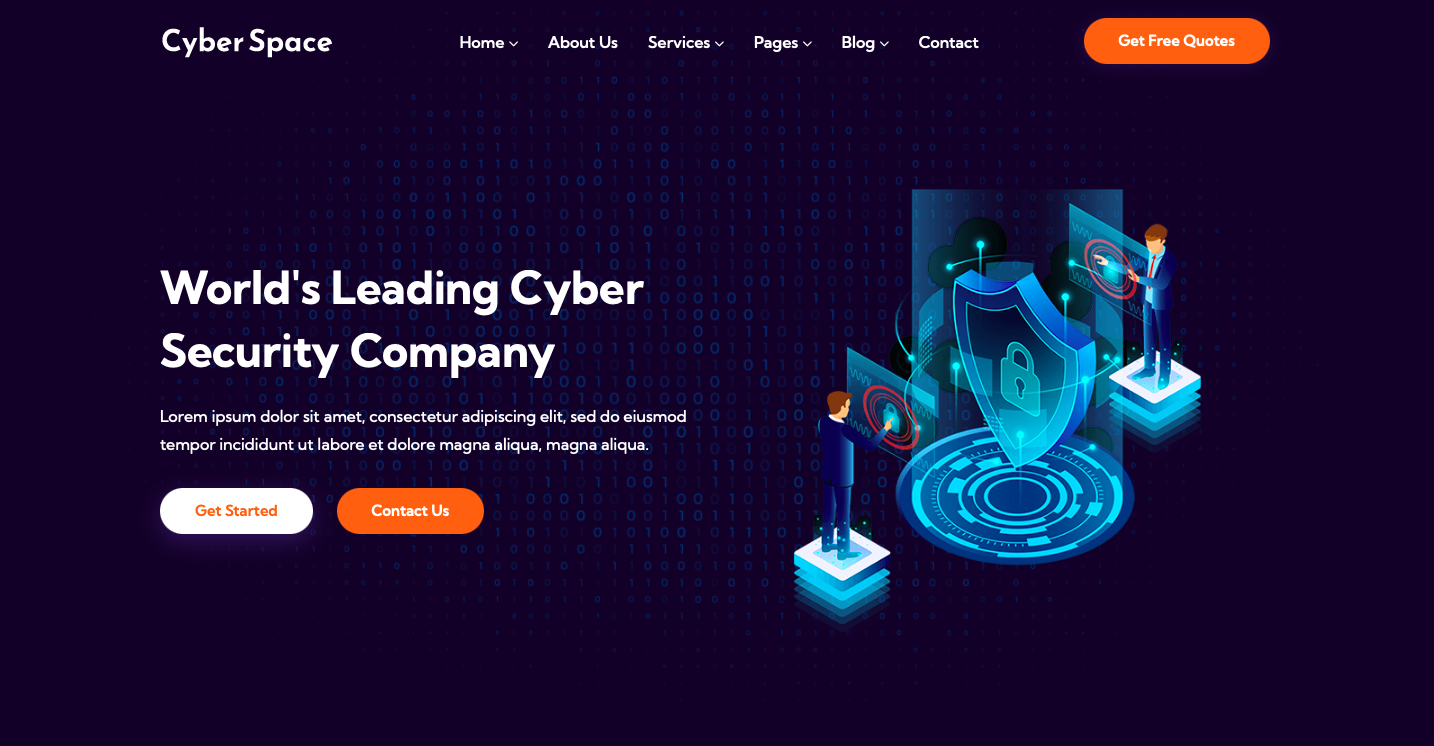 Cyber Space
Home
About Us
Services
Pages
Blog
Contact
Get Free Quotes
World's Leading Cyber
Security Company
Lorem ipsum dolor sit amet, consectetur adipiscing elit, sed do eiusmod
tempor incididunt ut labore et dolore magna aliqua, magna aliqua.
Get Started
Contact Us